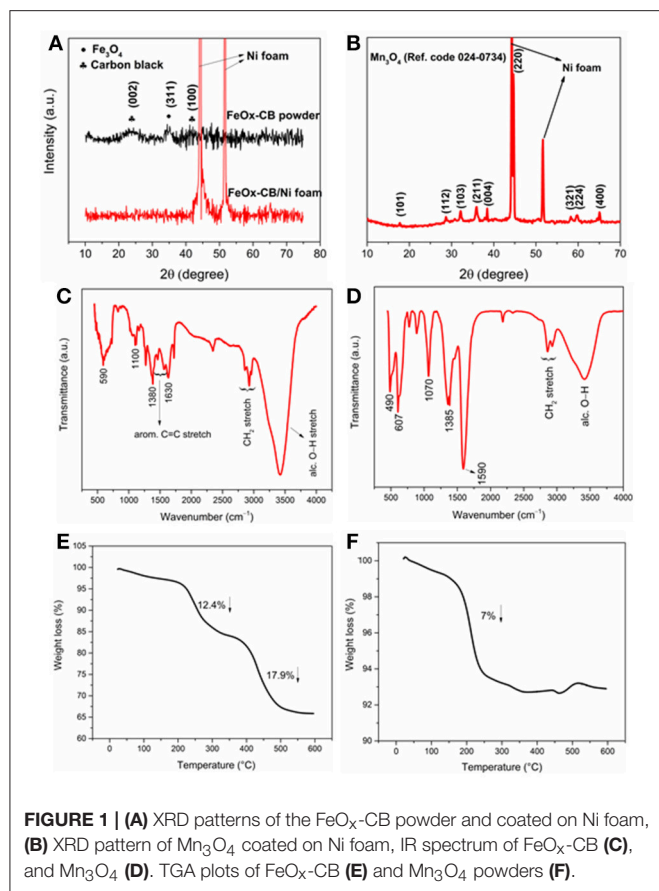 A
● Fe₃O₄
♣ Carbon black
Ni foam
(002)
♣
(311)
●
(100)
♣
FeOx-CB powder
FeOx-CB/Ni foam
Intensity (a.u.)
10 20 30 40 50 60 70 80
2θ (degree)
B
Mn₃O₄ (Ref. code 024-0734)
(220)
Ni foam
(101)
(112)
(103)
(211)
(004)
(321)
(224)
(400)
10 20 30 40 50 60 70
2θ (degree)
C
Transmittance (a.u.)
590
1100
1380
1630
arom. C=C stretch
CH₂ stretch
alc. O–H stretch
500 1000 1500 2000 2500 3000 3500 4000
Wavenumber (cm⁻¹)
D
Transmittance (a.u.)
490
607
1070
1385
1590
CH₂ stretch
alc. O–H
500 1000 1500 2000 2500 3000 3500 4000
Wavenumber (cm⁻¹)
E
Weight loss (%)
105
100
95
90
85
80
75
70
65
60
12.4%
17.9%
0 100 200 300 400 500 600
Temperature (°C)
F
Weight loss (%)
100
98
96
94
92
90
7%
0 100 200 300 400 500 600
Temperature (°C)
FIGURE 1 | (A) XRD patterns of the FeOₓ-CB powder and coated on Ni foam,
(B) XRD pattern of Mn₃O₄ coated on Ni foam, IR spectrum of FeOₓ-CB (C),
and Mn₃O₄ (D). TGA plots of FeOₓ-CB (E) and Mn₃O₄ powders (F).